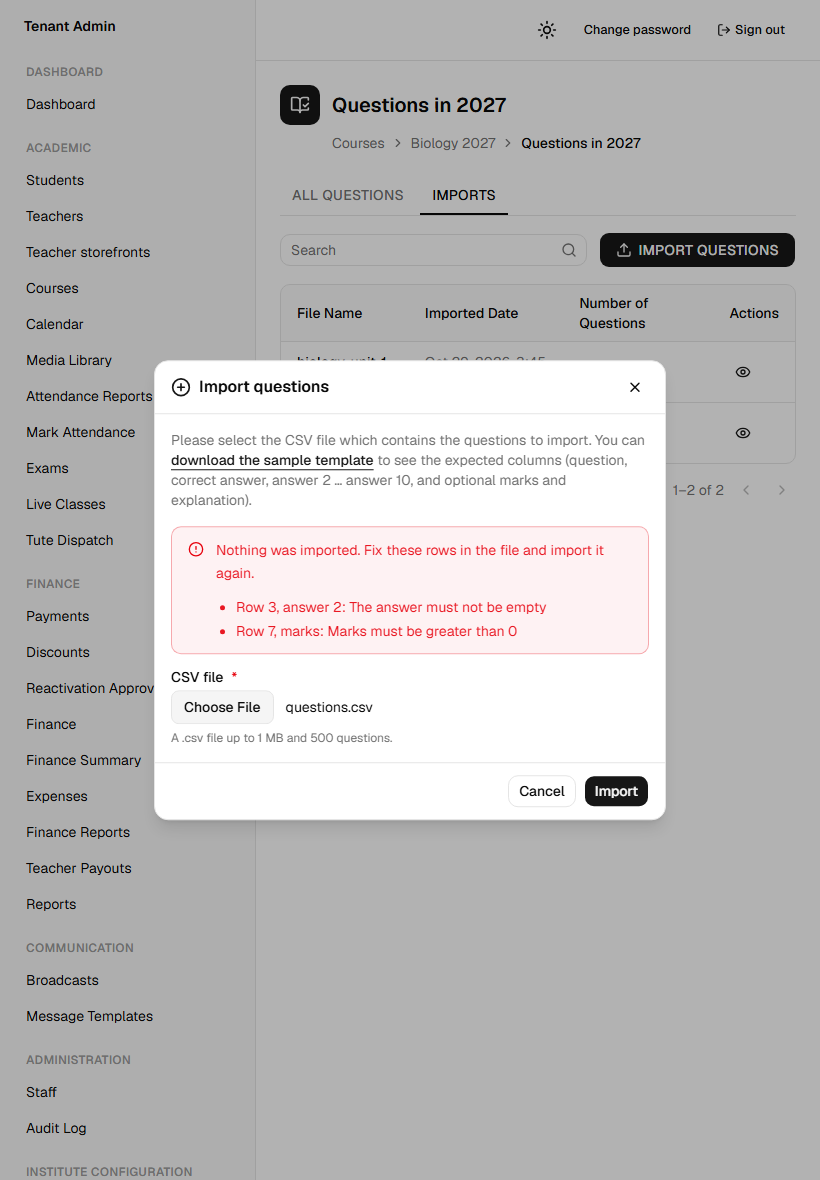 Tenant Admin
Change password
Sign out
DASHBOARD
Dashboard
ACADEMIC
Students
Teachers
Teacher storefronts
Courses
Calendar
Media Library
Attendance Reports
Mark Attendance
Exams
Live Classes
Tute Dispatch
FINANCE
Payments
Discounts
Reactivation Approv
Finance
Finance Summary
Expenses
Finance Reports
Teacher Payouts
Reports
COMMUNICATION
Broadcasts
Message Templates
ADMINISTRATION
Staff
Audit Log
INSTITUTE CONFIGURATION
Questions in 2027
Courses > Biology 2027 > Questions in 2027
ALL QUESTIONS
IMPORTS
Search
IMPORT QUESTIONS
File Name
Imported Date
Number of
Questions
Actions
1–2 of 2
Import questions
Please select the CSV file which contains the questions to import. You can
download the sample template to see the expected columns (question,
correct answer, answer 2 … answer 10, and optional marks and
explanation).
Nothing was imported. Fix these rows in the file and import it
again.
• Row 3, answer 2: The answer must not be empty
• Row 7, marks: Marks must be greater than 0
CSV file *
Choose File questions.csv
A .csv file up to 1 MB and 500 questions.
Cancel
Import